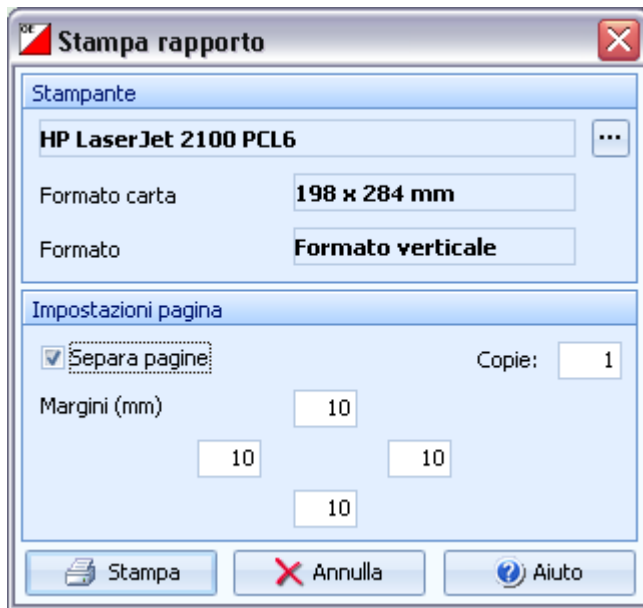 OE Stampa rapporto
Stampante
HP LaserJet 2100 PCL6 ...
Formato carta 198 x 284 mm
Formato Formato verticale
Impostazioni pagina
Separa pagine Copie: 1
Margini (mm) 10
10 10
10
Stampa Annulla ? Aiuto